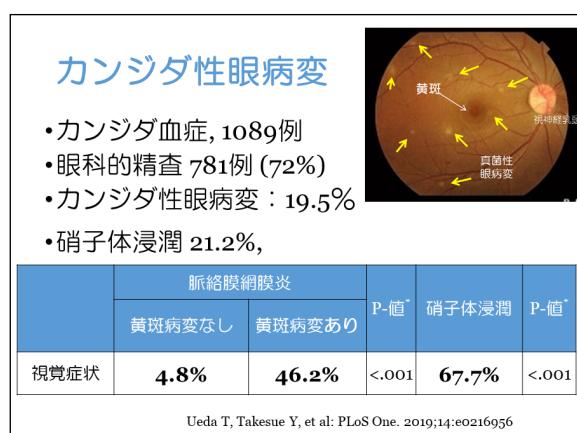 カンジダ性眼病変
黄斑
視神経乳頭
真菌性
眼病変
•カンジダ血症, 1089例
•眼科的精査 781例 (72%)
•カンジダ性眼病変：19.5%
•硝子体浸潤 21.2%,
脈絡膜網膜炎
P-値*
硝子体浸潤
P-値*
黄斑病変なし
黄斑病変あり
視覚症状
4.8%
46.2%
<.001
67.7%
<.001
Ueda T, Takesue Y, et al: PLoS One. 2019;14:e0216956